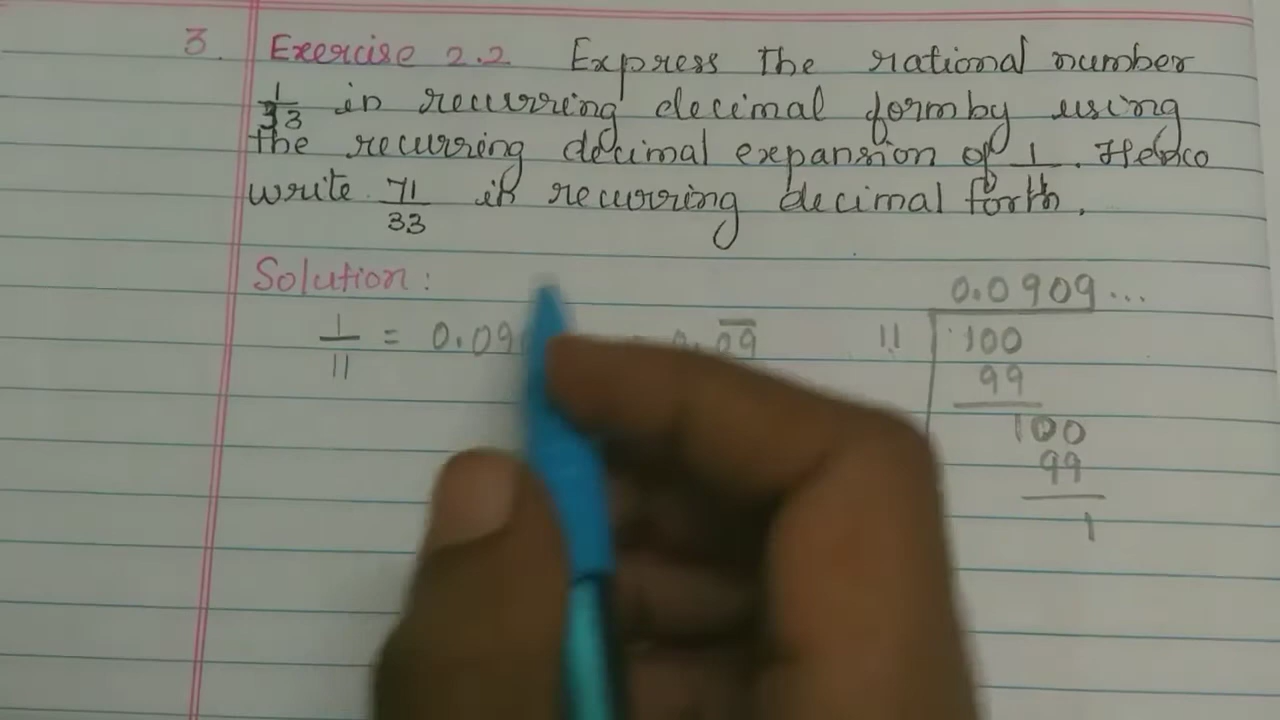 3. Exercise 2.2 Express the rational number
1/33 in recurring decimal form by using
the recurring decimal expansion of 1/11. Hence
write 71/33 in recurring decimal form.
Solution:
0.0909...
1/11 = 0.09 0.09
11 100
99
100
99
1